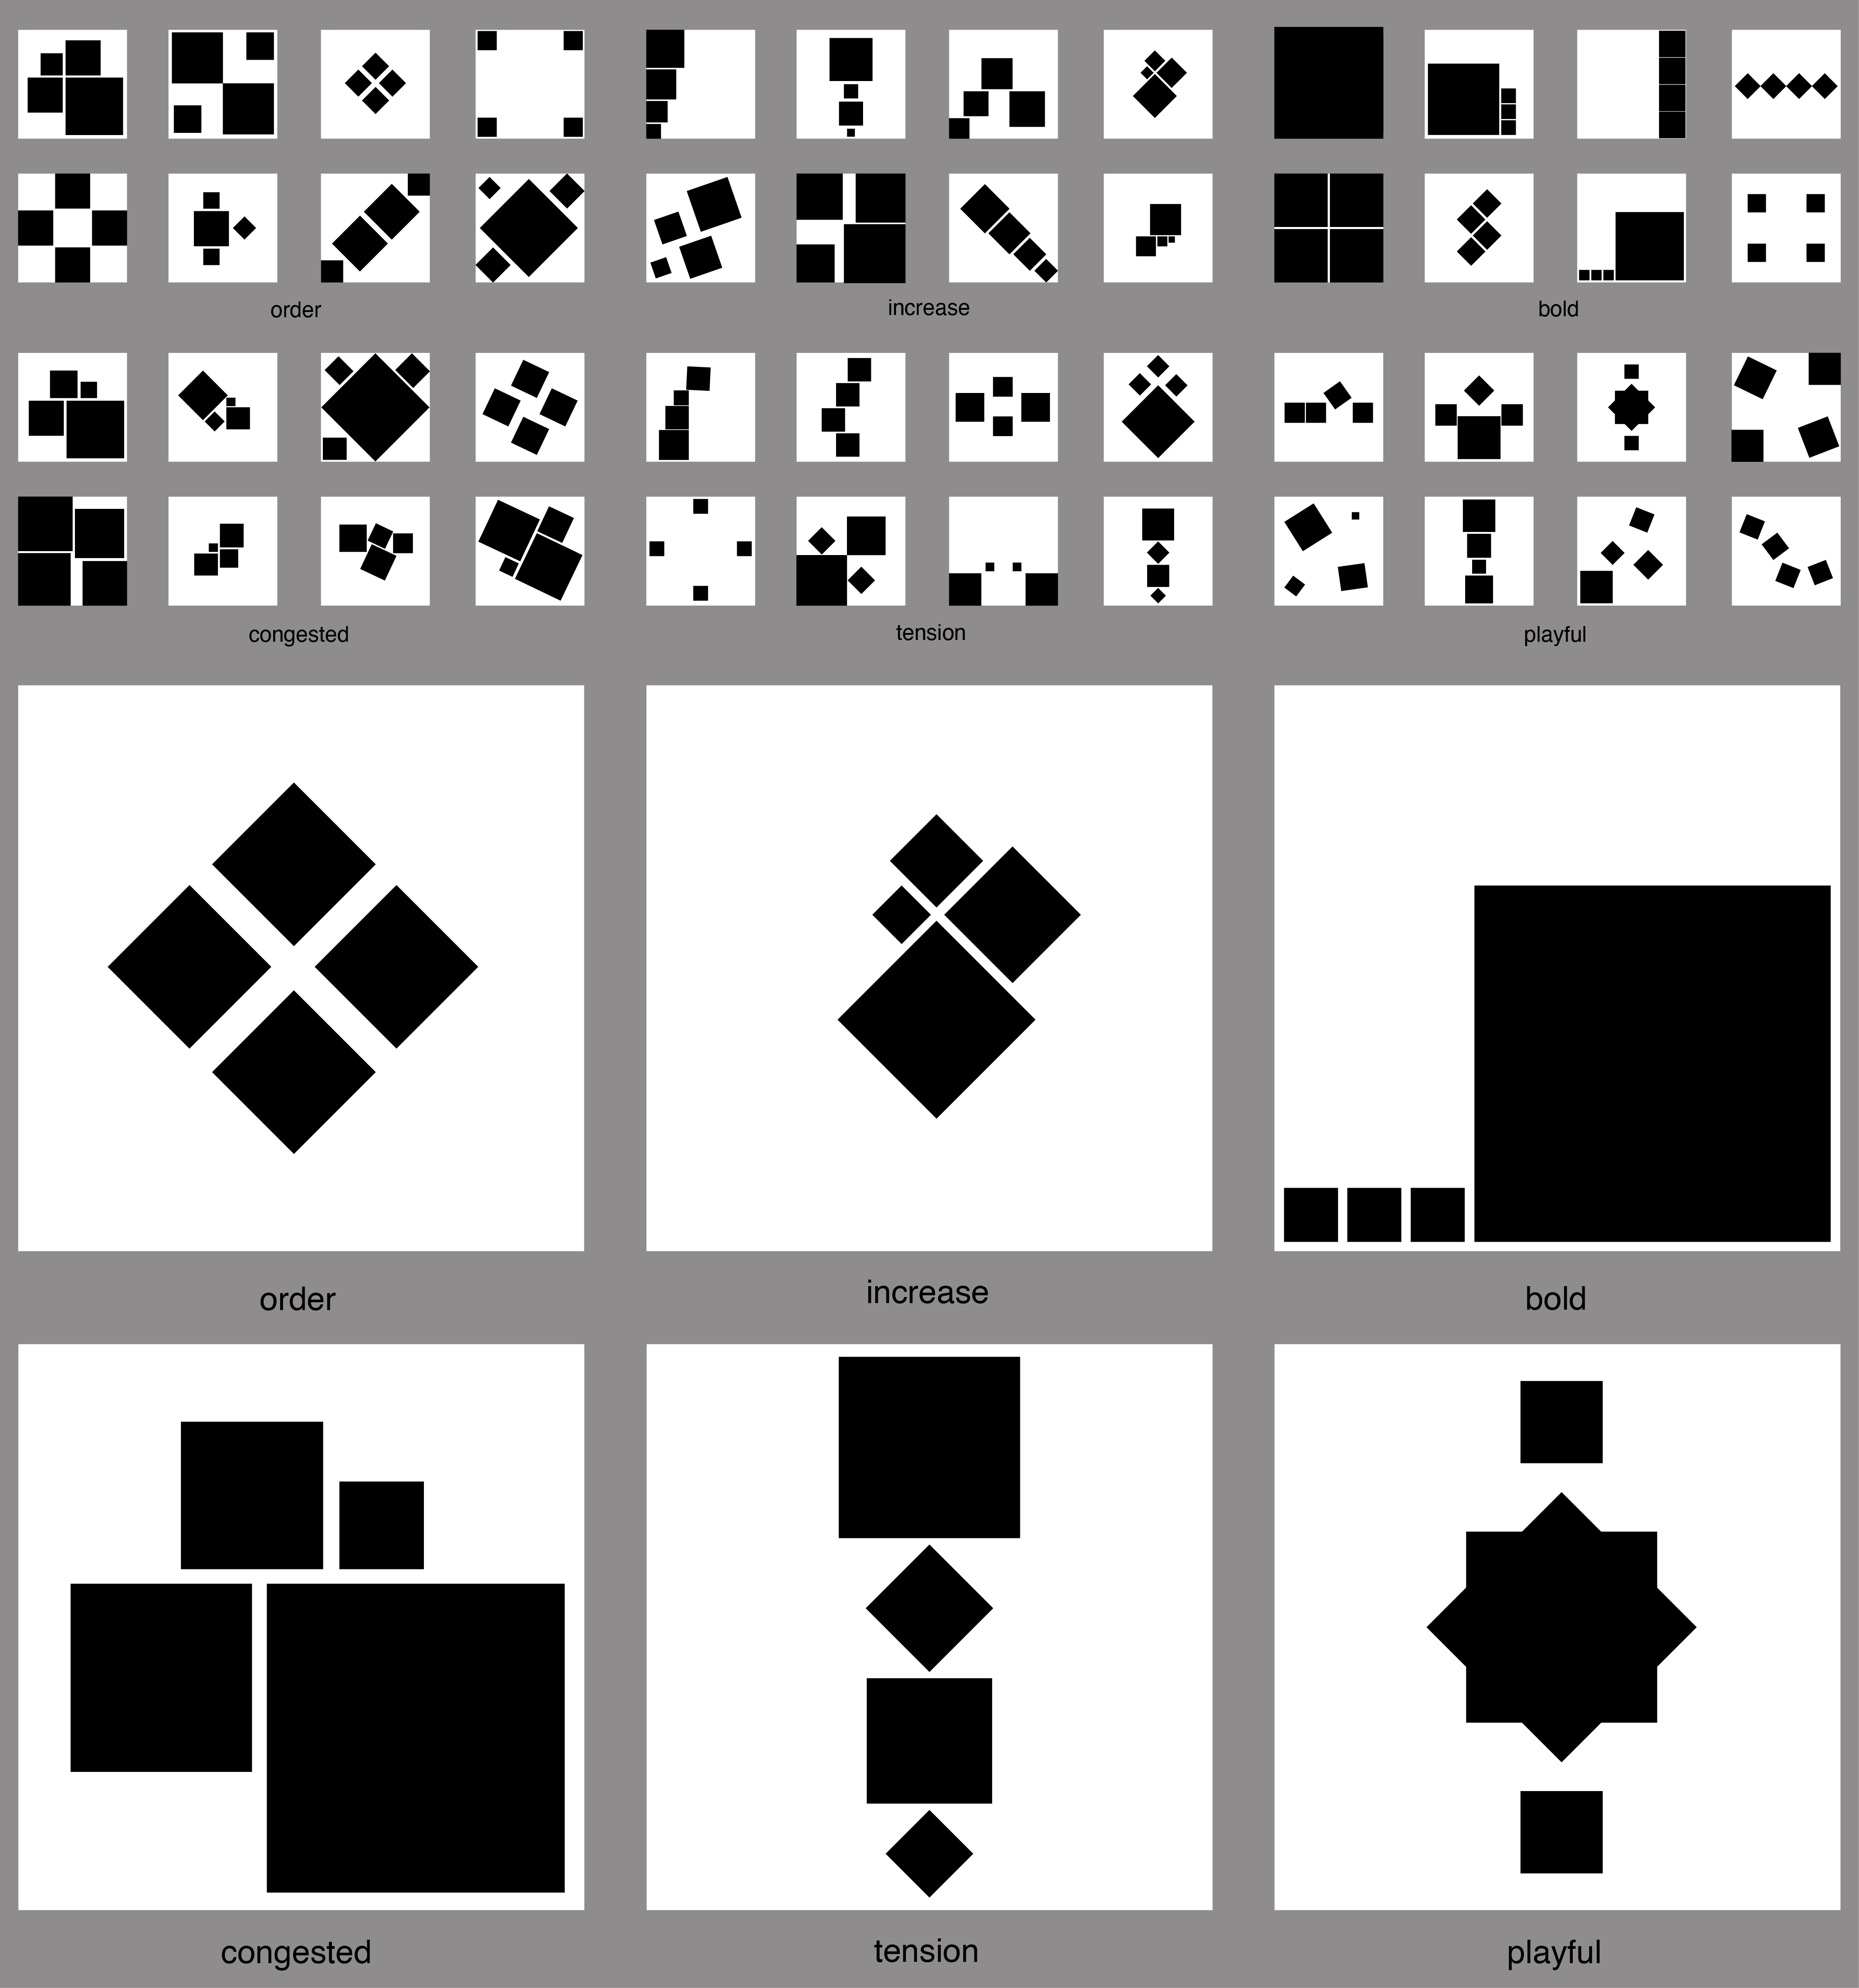 order
increase
bold
congested
tension
playful
order
increase
bold
congested
tension
playful